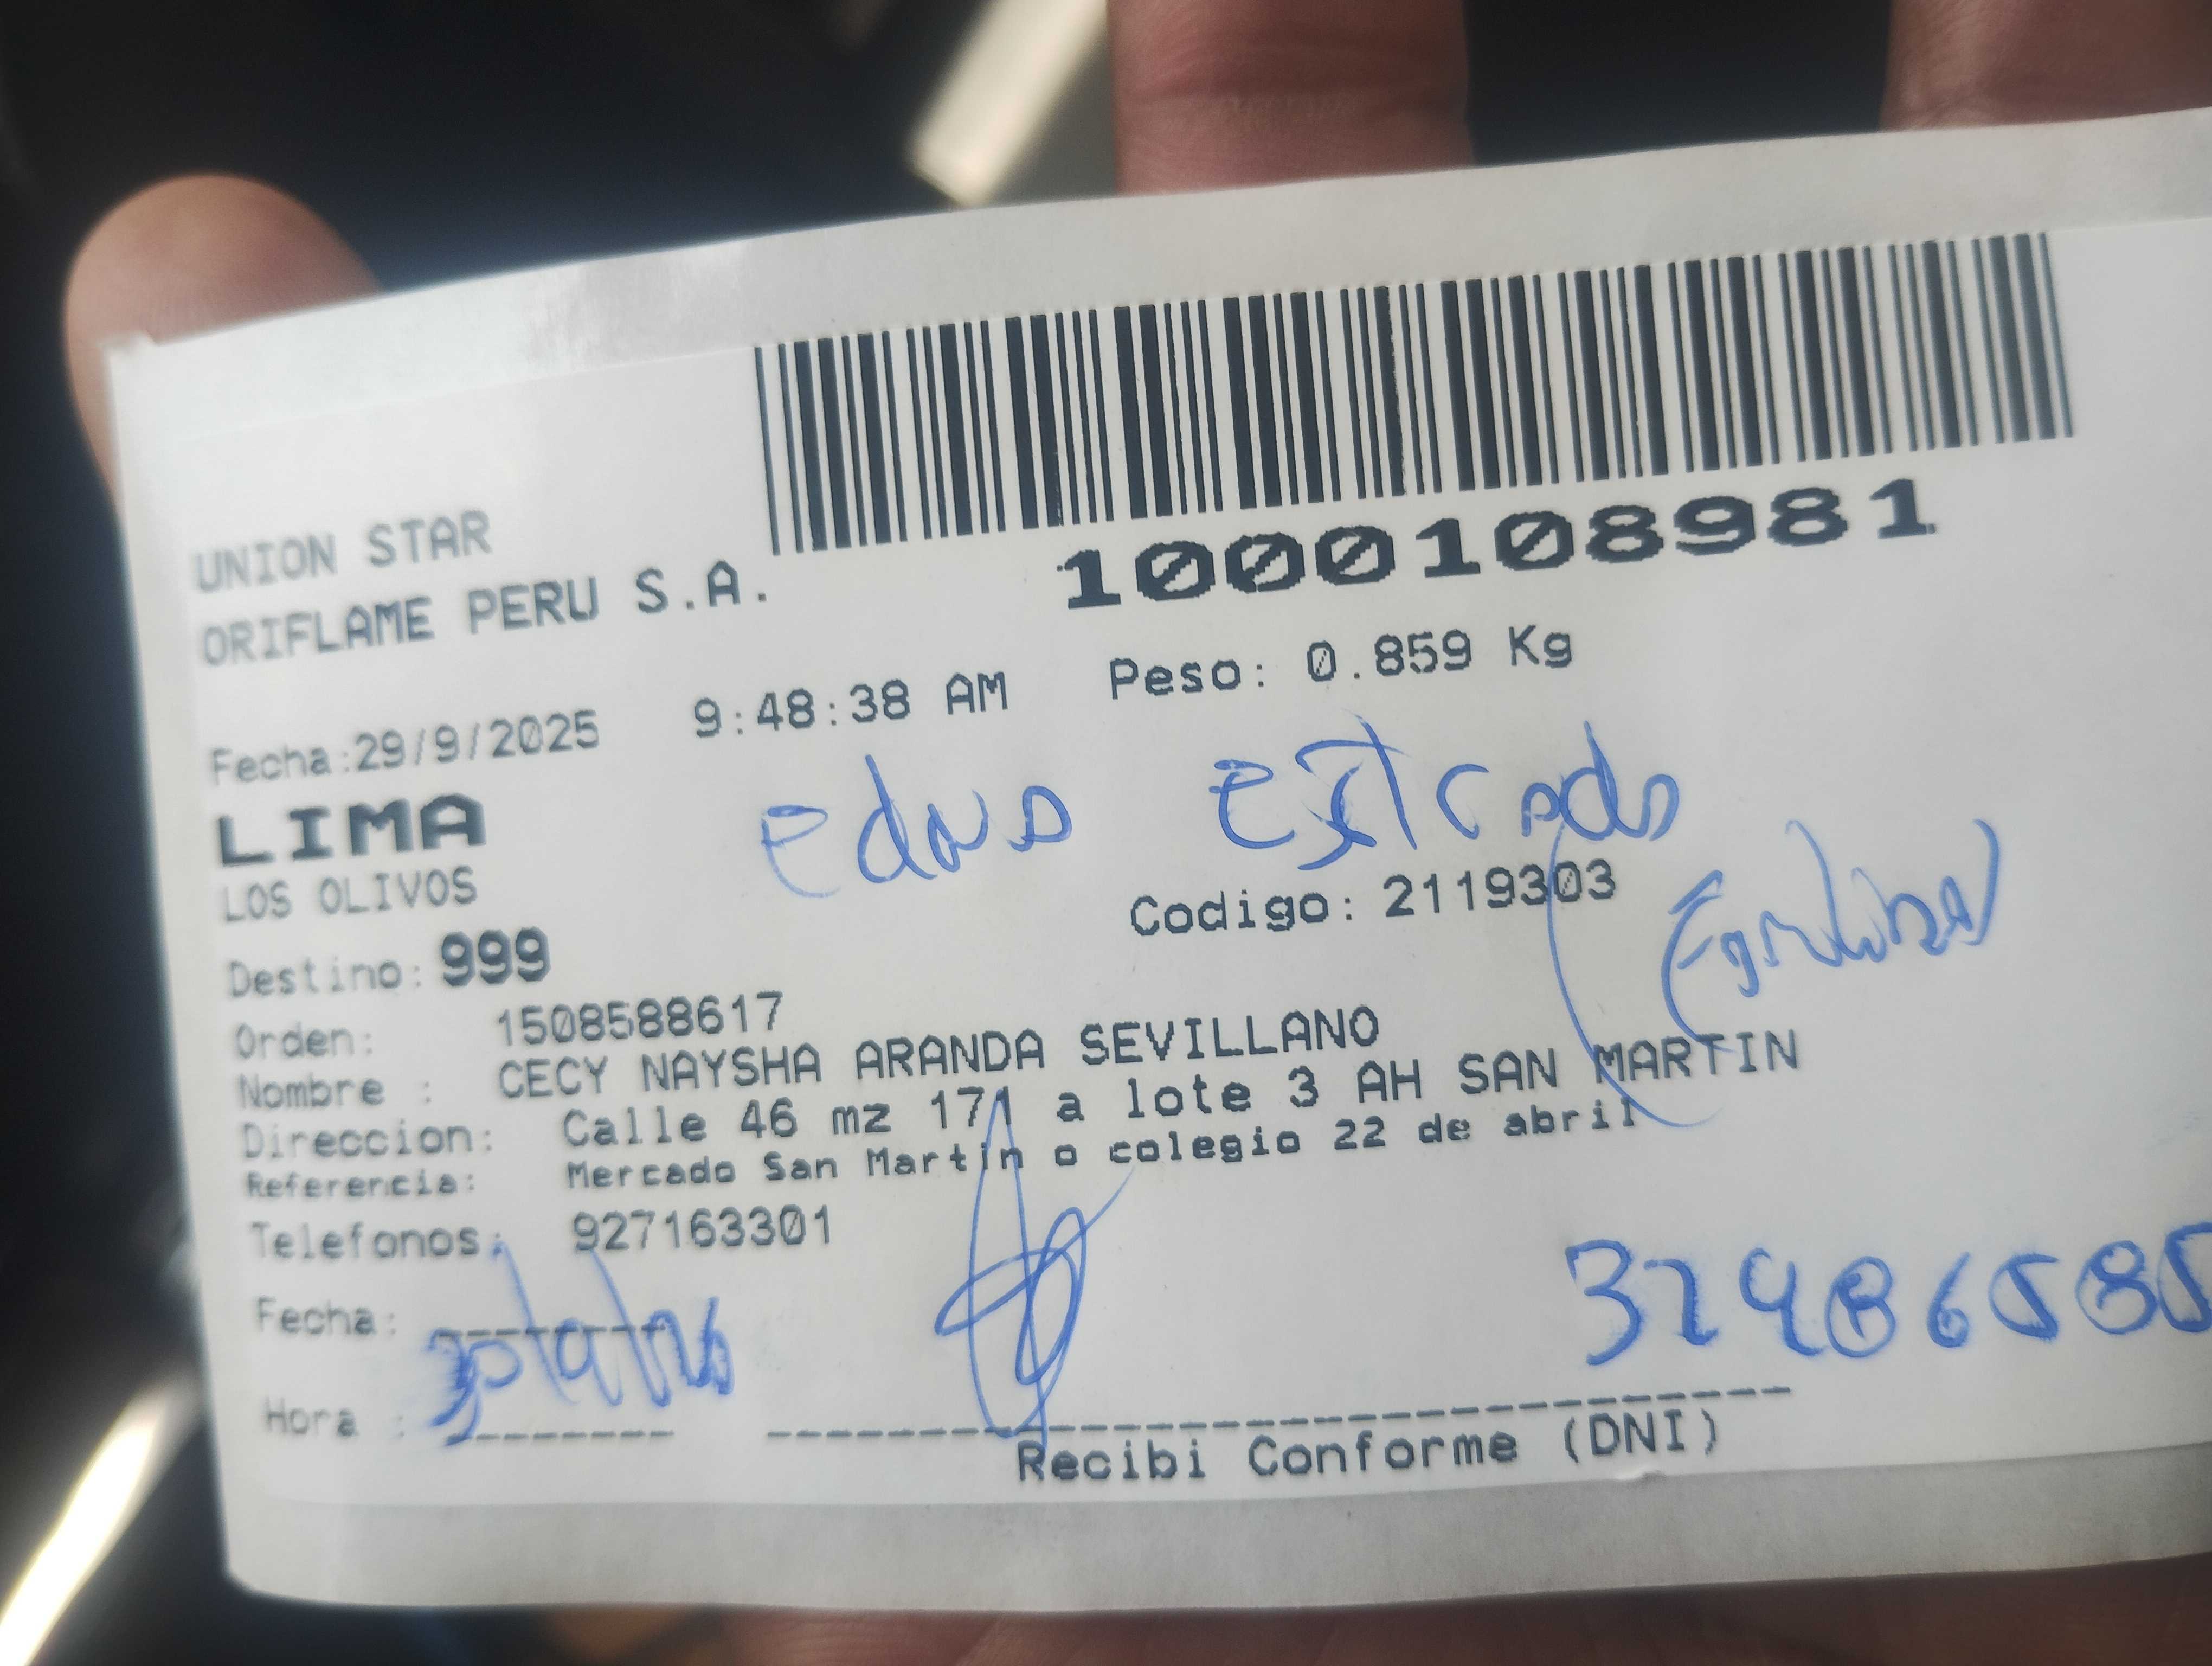 UNION STAR
ORIFLAME PERU S.A.
1000108981
Fecha:29/9/2025 9:48:38 AM Peso: 0.859 Kg
LIMA
Edna Estrada
LOS OLIVOS
Codigo: 2119303
Destino: 999
Orden: 1508588617
Nombre : CECY NAYSHA ARANDA SEVILLANO
Direccion: Calle 46 mz 171 a lote 3 AH SAN MARTIN
Referencia: Mercado San Martin o colegio 22 de abril
Telefonos: 927163301
Fecha:
Hora :
Recibi Conforme (DNI)